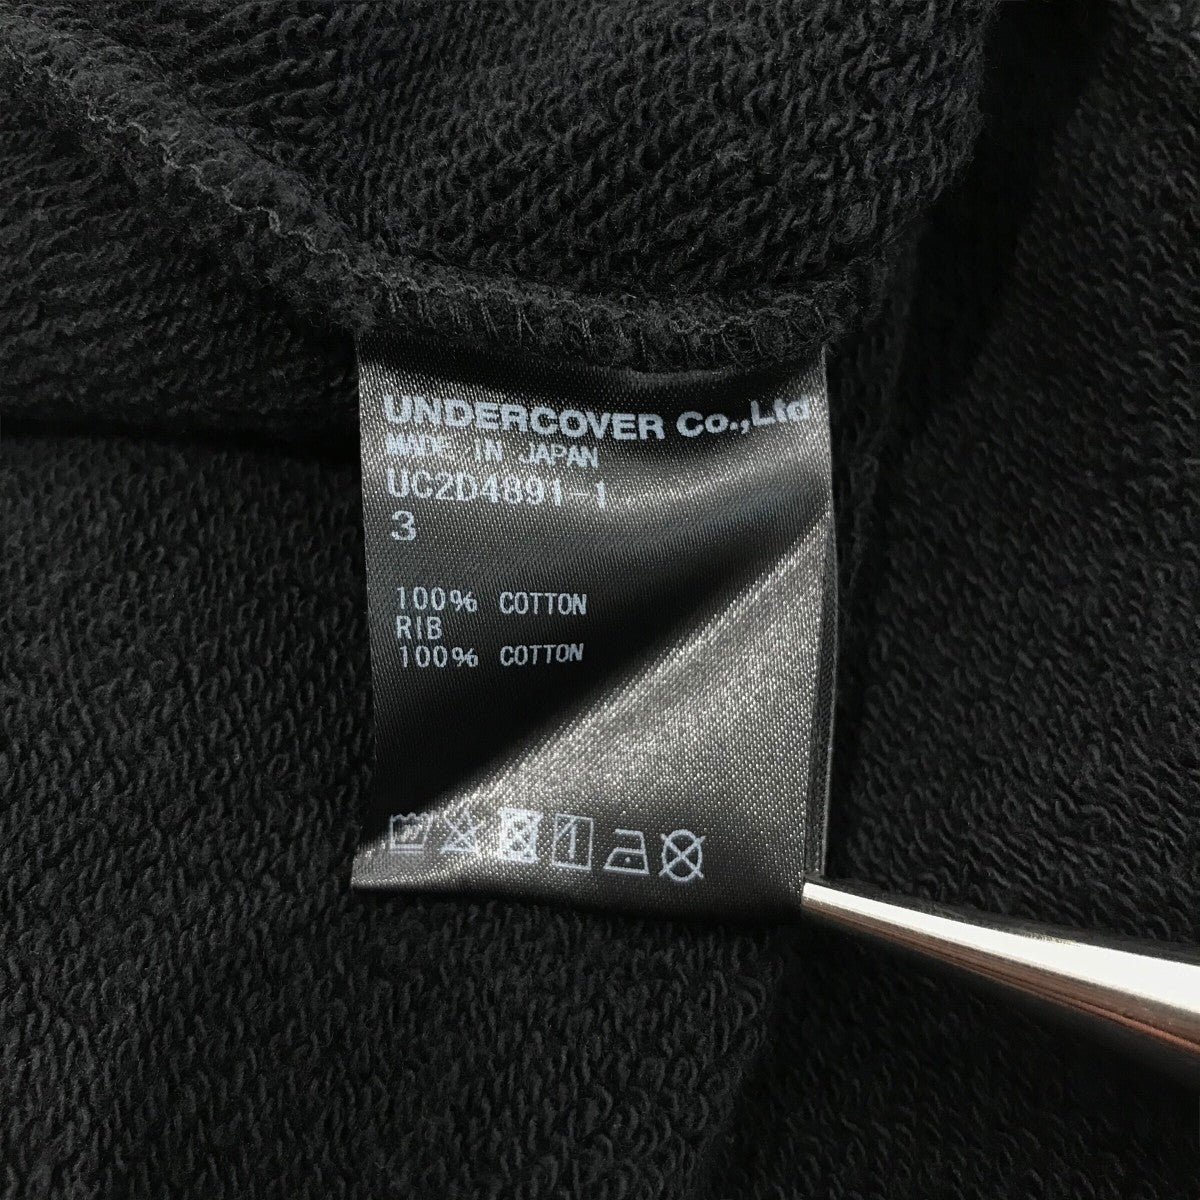 UNDERCOVER Co.,Ltd
MADE IN JAPAN
UC2D4891-1
3
100% COTTON
RIB
100% COTTON